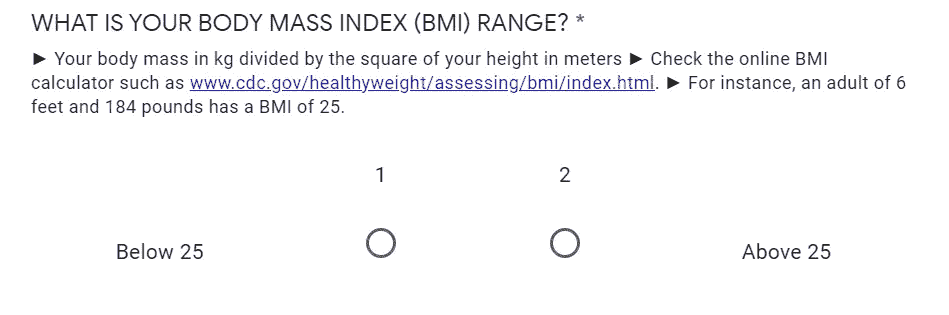 WHAT IS YOUR BODY MASS INDEX (BMI) RANGE? *
► Your body mass in kg divided by the square of your height in meters ► Check the online BMI
calculator such as www.cdc.gov/healthyweight/assessing/bmi/index.html. ► For instance, an adult of 6
feet and 184 pounds has a BMI of 25.
1 2
Below 25 Above 25